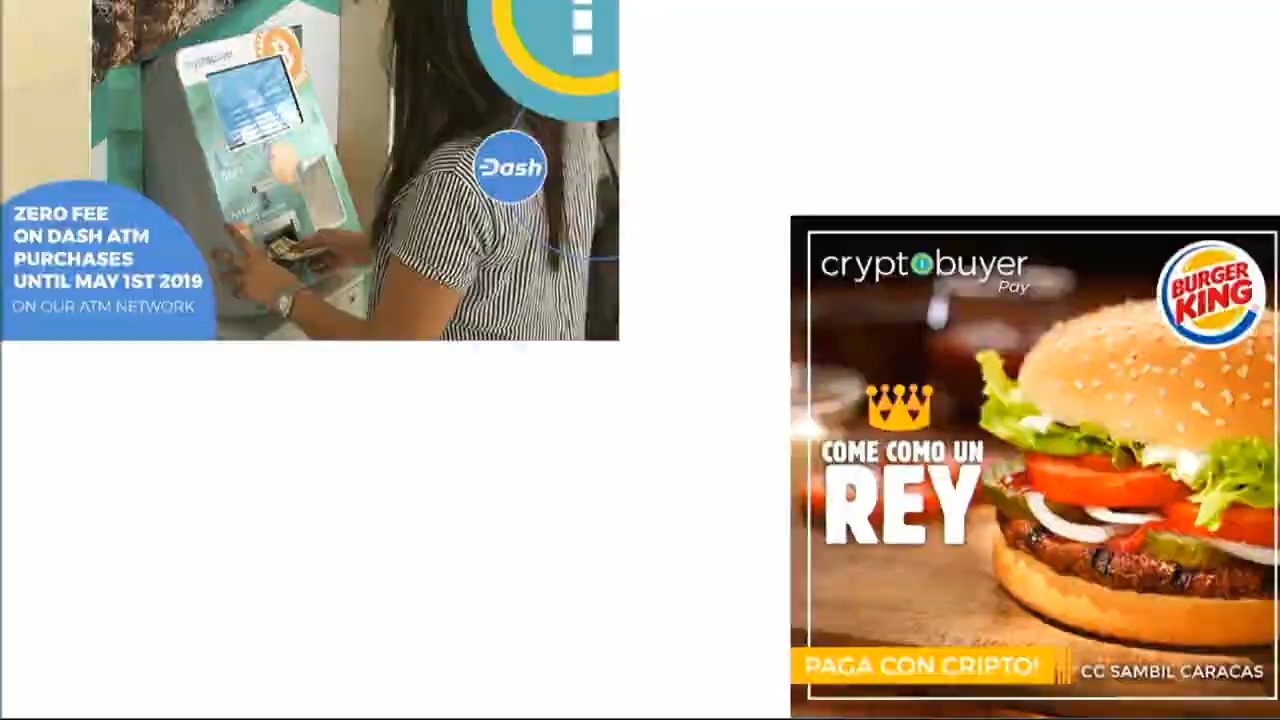 Dash
ZERO FEE
ON DASH ATM
PURCHASES
UNTIL MAY 1ST 2019
ON OUR ATM NETWORK
cryptobuyer
Pay
BURGER
KING
COME COMO UN
REY
PAGA CON CRIPTO!
CC SAMBIL CARACAS